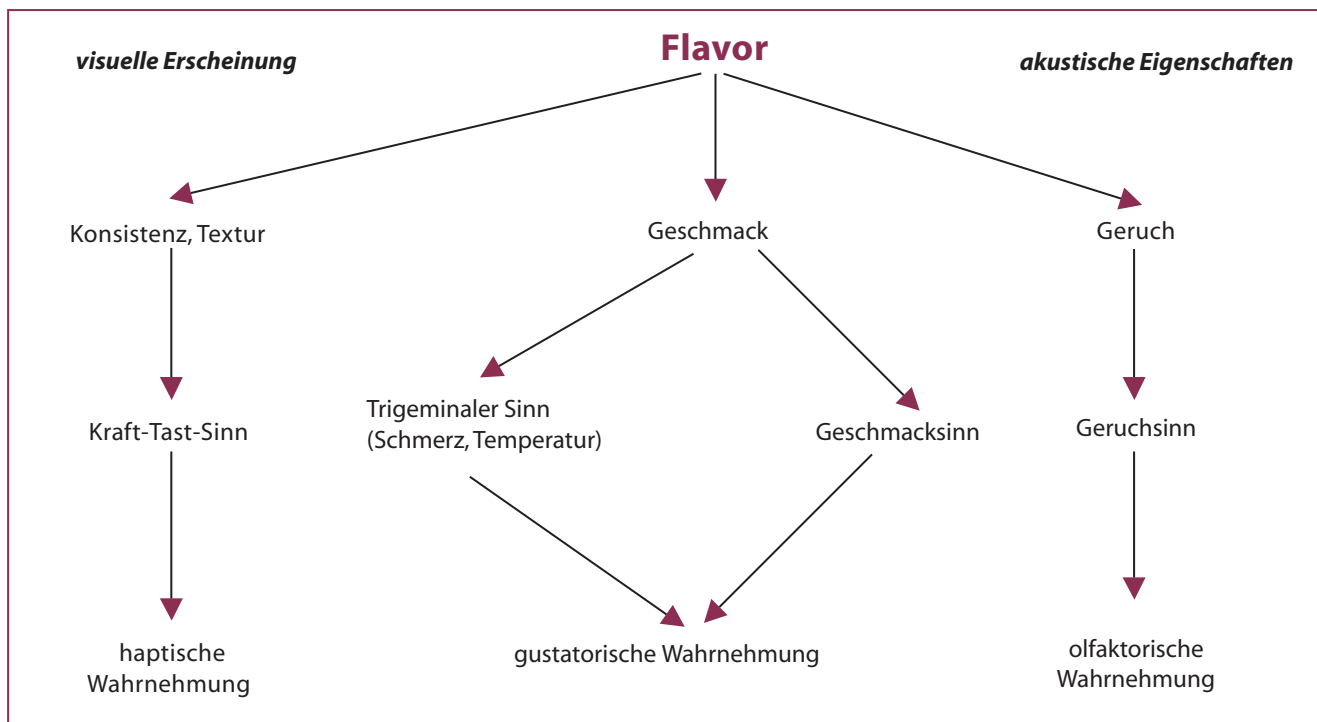 Flavor
visuelle Erscheinung
akustische Eigenschaften
Konsistenz, Textur
Geschmack
Geruch
Kraft-Tast-Sinn
Trigeminaler Sinn
(Schmerz, Temperatur)
Geschmacksinn
Geruchsinn
haptische
Wahrnehmung
gustatorische Wahrnehmung
olfaktorische
Wahrnehmung